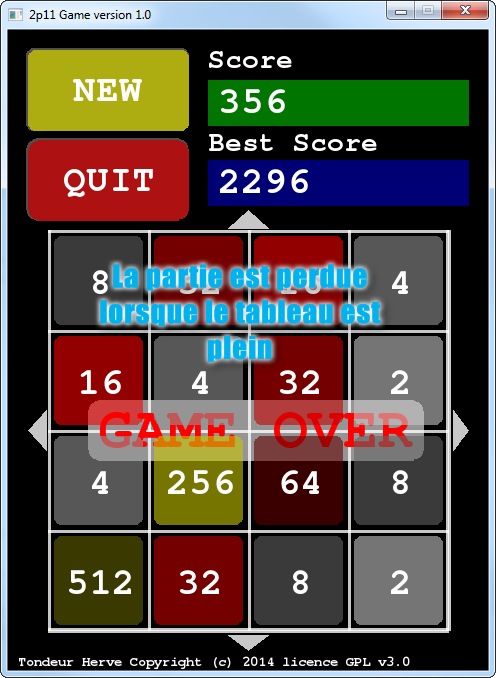 2p11 Game version 1.0
NEW
Score
356
QUIT
Best Score
2296
La partie est perdue
lorsque le tableau est
plein
8 32 16 4
16 4 32 2
GAME OVER
4 256 64 8
512 32 8 2
Tondeur Herve Copyright (c) 2014 licence GPL v3.0